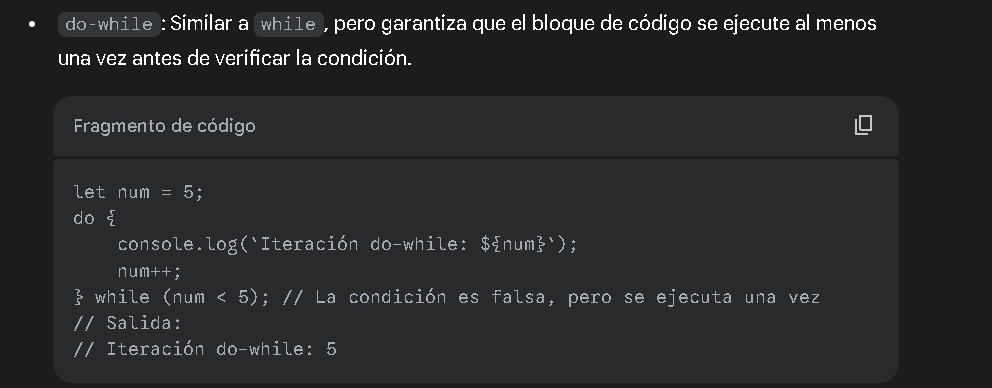 • do-while: Similar a while, pero garantiza que el bloque de código se ejecute al menos
una vez antes de verificar la condición.
Fragmento de código
let num = 5;
do {
    console.log(`Iteración do-while: ${num}`);
    num++;
} while (num < 5); // La condición es falsa, pero se ejecuta una vez
// Salida:
// Iteración do-while: 5